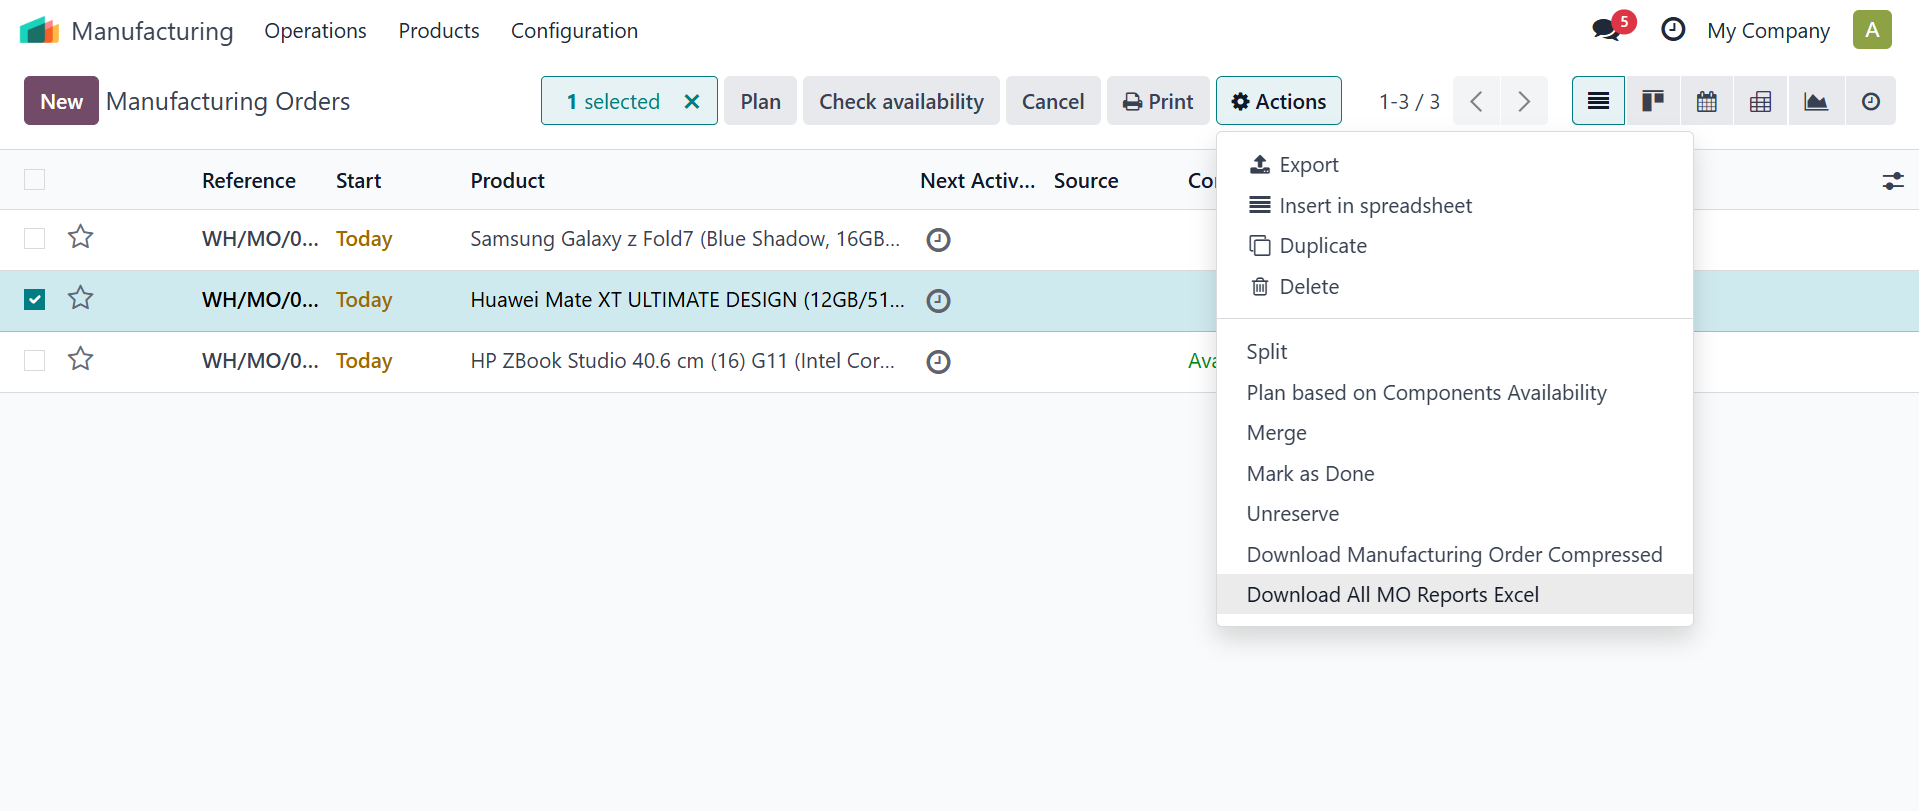 Manufacturing Operations Products Configuration 5 My Company A
New Manufacturing Orders 1 selected Plan Check availability Cancel Print Actions 1-3 / 3
Reference Start Product Next Activ... Source
WH/MO/0... Today Samsung Galaxy z Fold7 (Blue Shadow, 16GB...
WH/MO/0... Today Huawei Mate XT ULTIMATE DESIGN (12GB/51...
WH/MO/0... Today HP ZBook Studio 40.6 cm (16) G11 (Intel Cor...
Export
Insert in spreadsheet
Duplicate
Delete
Split
Plan based on Components Availability
Merge
Mark as Done
Unreserve
Download Manufacturing Order Compressed
Download All MO Reports Excel